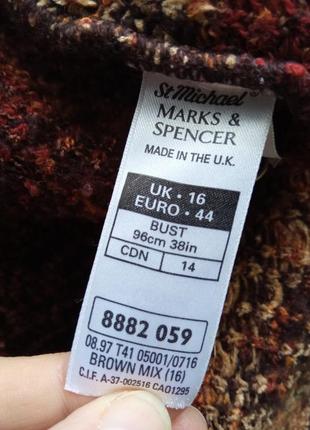 St Michael
MARKS &
SPENCER
MADE IN THE U.K.
UK • 16
EURO • 44
BUST
96cm 38in
CDN 14
8882 059
08.97 T41 05001/0716
BROWN MIX (16)
C.I.F. A-37-002516 CA01295